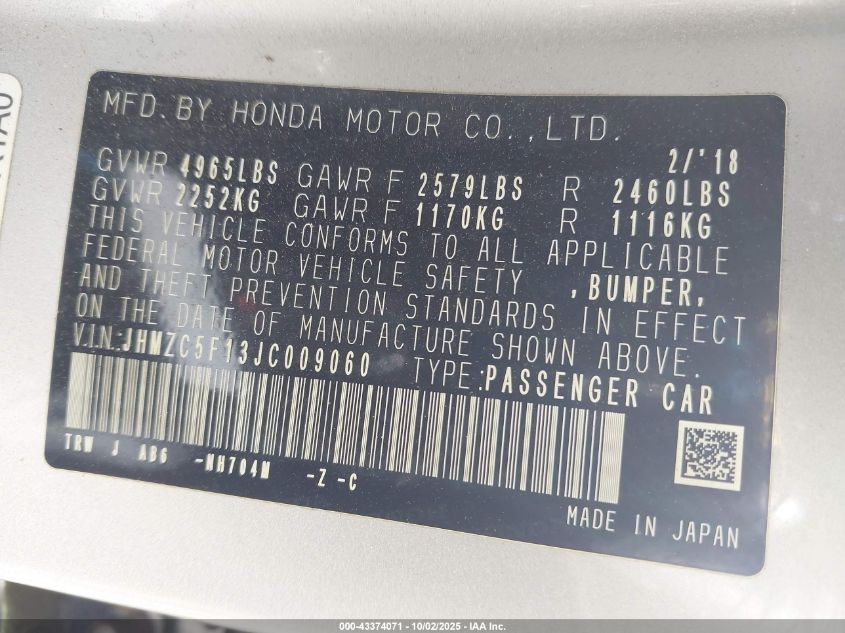 MFD. BY HONDA MOTOR CO., LTD.
2/'18
GVWR 4965LBS GAWR F 2579LBS R 2460LBS
GVWR 2252KG GAWR F 1170KG R 1116KG
THIS VEHICLE CONFORMS TO ALL APPLICABLE
FEDERAL MOTOR VEHICLE SAFETY ,BUMPER,
AND THEFT PREVENTION STANDARDS IN EFFECT
ON THE DATE OF MANUFACTURE SHOWN ABOVE.
V.I.N:JHMZC5F13JC009060 TYPE:PASSENGER CAR
TRW J AB6 -NH704M -Z -C
MADE IN JAPAN
000-43374071 - 10/02/2025 - IAA Inc.